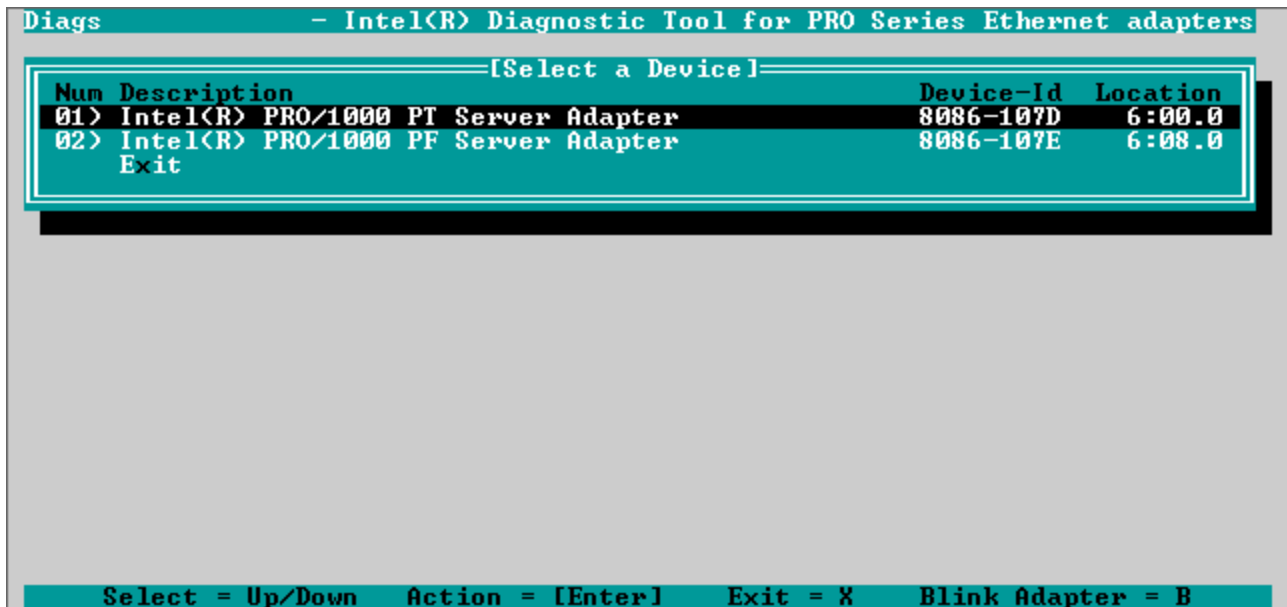 Diags - Intel(R) Diagnostic Tool for PRO Series Ethernet adapters
[Select a Device]
Num Description Device-Id Location
01) Intel(R) PRO/1000 PT Server Adapter 8086-107D 6:00.0
02) Intel(R) PRO/1000 PF Server Adapter 8086-107E 6:08.0
Exit
Select = Up/Down Action = [Enter] Exit = X Blink Adapter = B